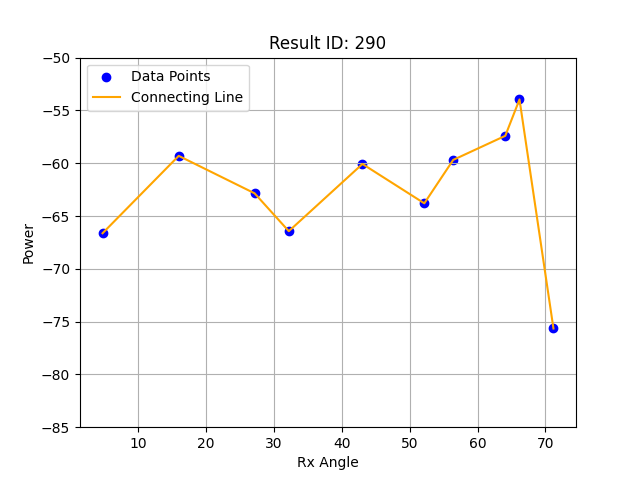 Result ID: 290
Data Points
Connecting Line
Power
−50
−55
−60
−65
−70
−75
−80
−85
10 20 30 40 50 60 70
Rx Angle